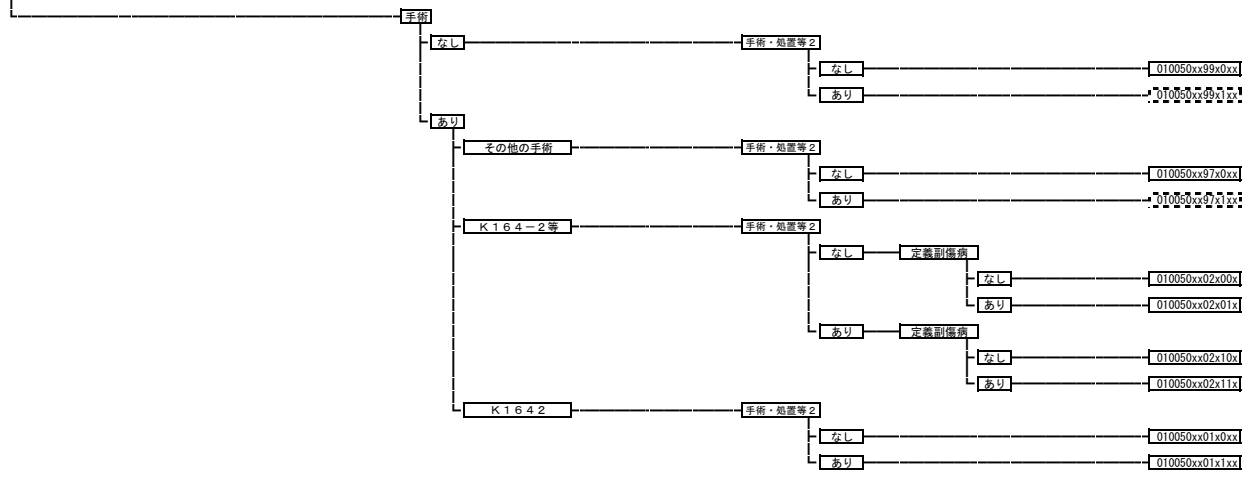 手術
なし 手術・処置等2
なし 010050xx99x0xx
あり 010050xx99x1xx
あり
その他の手術 手術・処置等2
なし 010050xx97x0xx
あり 010050xx97x1xx
K164-2等 手術・処置等2
なし 定義副傷病
なし 010050xx02x00x
あり 010050xx02x01x
あり 定義副傷病
なし 010050xx02x10x
あり 010050xx02x11x
K1642 手術・処置等2
なし 010050xx01x0xx
あり 010050xx01x1xx